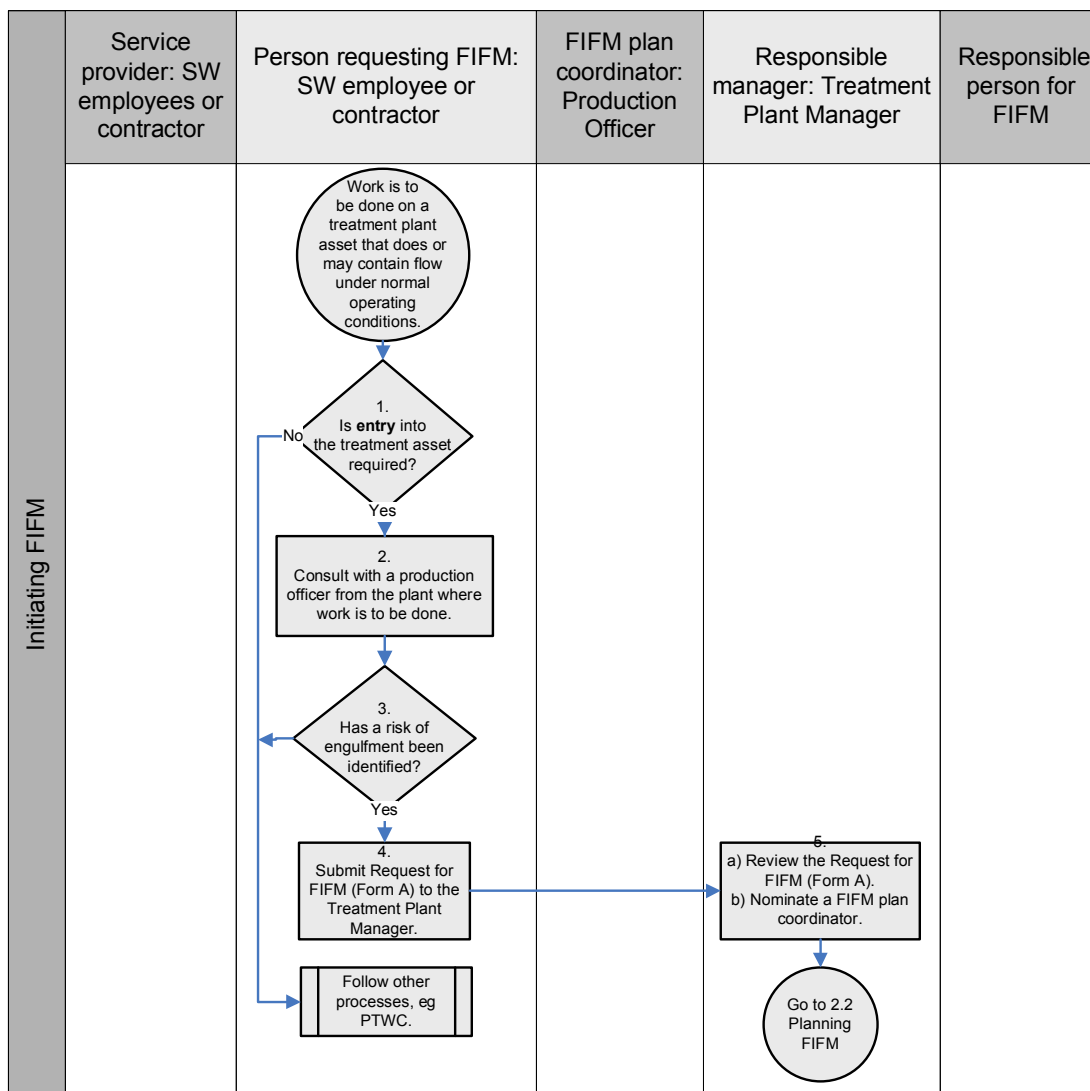 Service
provider: SW
employees or
contractor
Person requesting FIFM:
SW employee or
contractor
FIFM plan
coordinator:
Production
Officer
Responsible
manager: Treatment
Plant Manager
Responsible
person for
FIFM
Initiating FIFM
Work is to
be done on a
treatment plant
asset that does or
may contain flow
under normal
operating
conditions.
1.
Is entry into
the treatment asset
required?
No
Yes
2.
Consult with a production
officer from the plant where
work is to be done.
3.
Has a risk of
engulfment been
identified?
Yes
4.
Submit Request for
FIFM (Form A) to the
Treatment Plant
Manager.
5.
a) Review the Request for
FIFM (Form A).
b) Nominate a FIFM plan
coordinator.
Follow other
processes, eg
PTWC.
Go to 2.2
Planning
FIFM